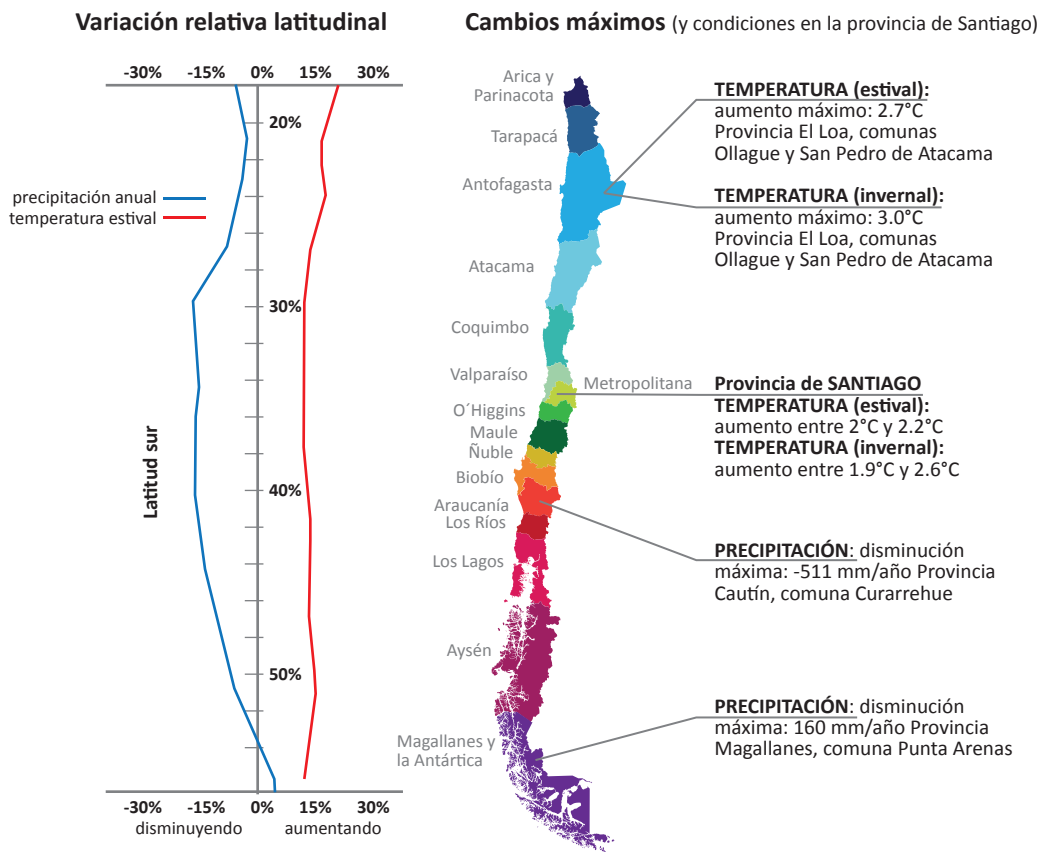 Variación relativa latitudinal
-30% -15% 0% 15% 30%
20%
precipitación anual
temperatura estival
30%
Latitud sur
40%
50%
-30% -15% 0% 15% 30%
disminuyendo aumentando
Cambios máximos (y condiciones en la provincia de Santiago)
Arica y
Parinacota
Tarapacá
Antofagasta
Atacama
Coquimbo
Valparaíso
Metropolitana
O´Higgins
Maule
Ñuble
Biobío
Araucanía
Los Ríos
Los Lagos
Aysén
Magallanes y
la Antártica
TEMPERATURA (estival):
aumento máximo: 2.7°C
Provincia El Loa, comunas
Ollague y San Pedro de Atacama
TEMPERATURA (invernal):
aumento máximo: 3.0°C
Provincia El Loa, comunas
Ollague y San Pedro de Atacama
Provincia de SANTIAGO
TEMPERATURA (estival):
aumento entre 2°C y 2.2°C
TEMPERATURA (invernal):
aumento entre 1.9°C y 2.6°C
PRECIPITACIÓN: disminución
máxima: -511 mm/año Provincia
Cautín, comuna Curarrehue
PRECIPITACIÓN: disminución
máxima: 160 mm/año Provincia
Magallanes, comuna Punta Arenas